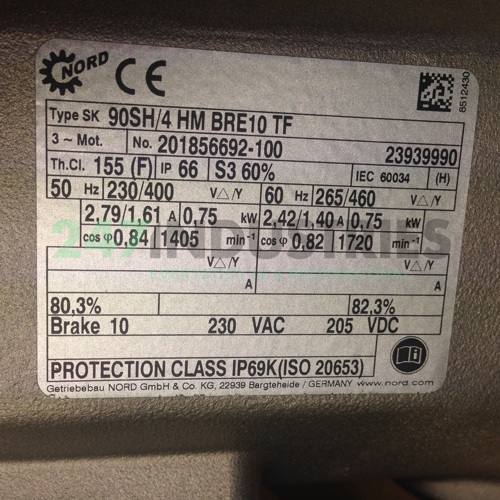 NORD CE
8512430
Type SK 90SH/4 HM BRE10 TF
3 ~ Mot. No. 201856692-100 23939990
Th.Cl. 155 (F) IP 66 S3 60% IEC 60034 (H)
50 Hz 230/400 V△/Y 60 Hz 265/460 V△/Y
2,79/1,61 A 0,75 kW 2,42/1,40 A 0,75 kW
cos φ 0,84 1405 min⁻¹ cos φ 0,82 1720 min⁻¹
247 INDUSTRIES
V△/Y V△/Y
A A
80,3% 82,3%
Brake 10 230 VAC 205 VDC
PROTECTION CLASS IP69K(ISO 20653)
Getriebebau NORD GmbH & Co. KG, 22939 Bargteheide / GERMANY www.nord.com